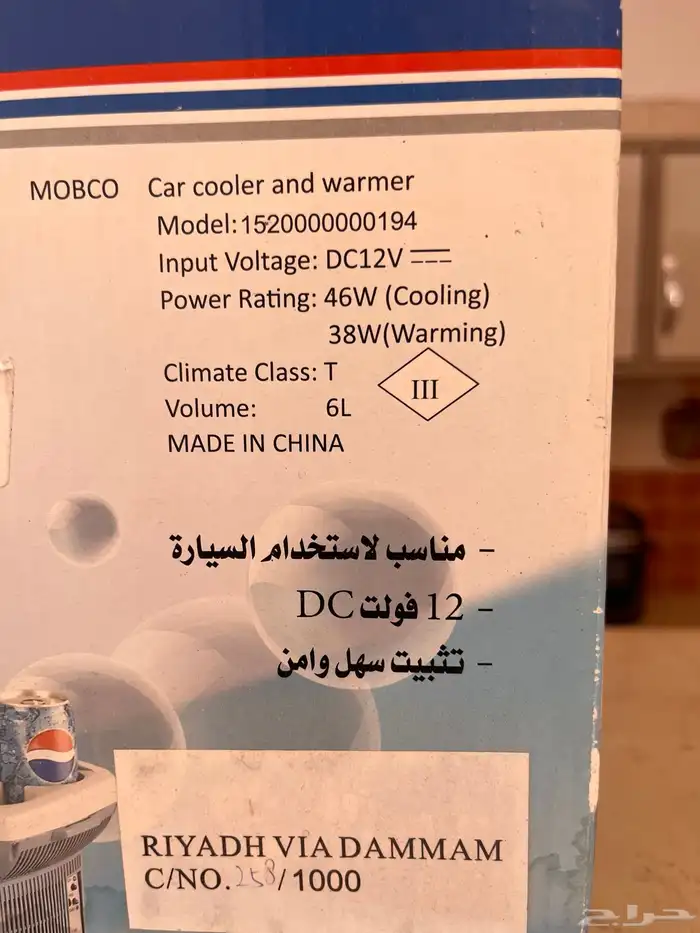 MOBCO Car cooler and warmer
Model:1520000000194
Input Voltage: DC12V
Power Rating: 46W (Cooling)
38W(Warming)
Climate Class: T
III
Volume: 6L
MADE IN CHINA
- مناسب لاستخدام السيارة
- 12 فولت DC
- تثبيت سهل وامن
RIYADH VIA DAMMAM
C/NO. 258/1000
حراج